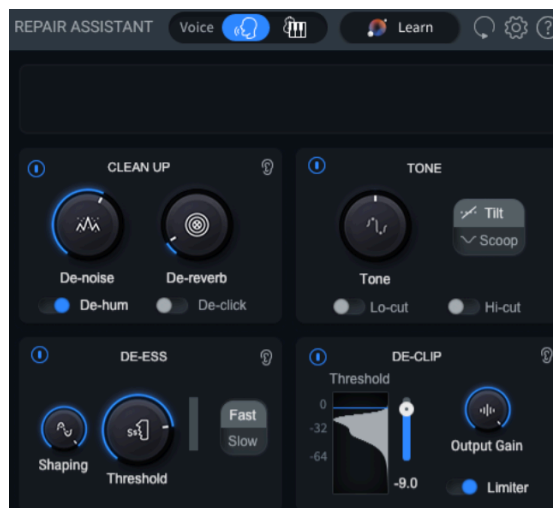 REPAIR ASSISTANT Voice Learn
CLEAN UP
De-noise De-reverb
De-hum De-click
TONE
Tilt
Scoop
Tone
Lo-cut Hi-cut
DE-ESS
Fast
Slow
Shaping
Threshold
DE-CLIP
Threshold
0
-32
-64
-9.0
Output Gain
Limiter